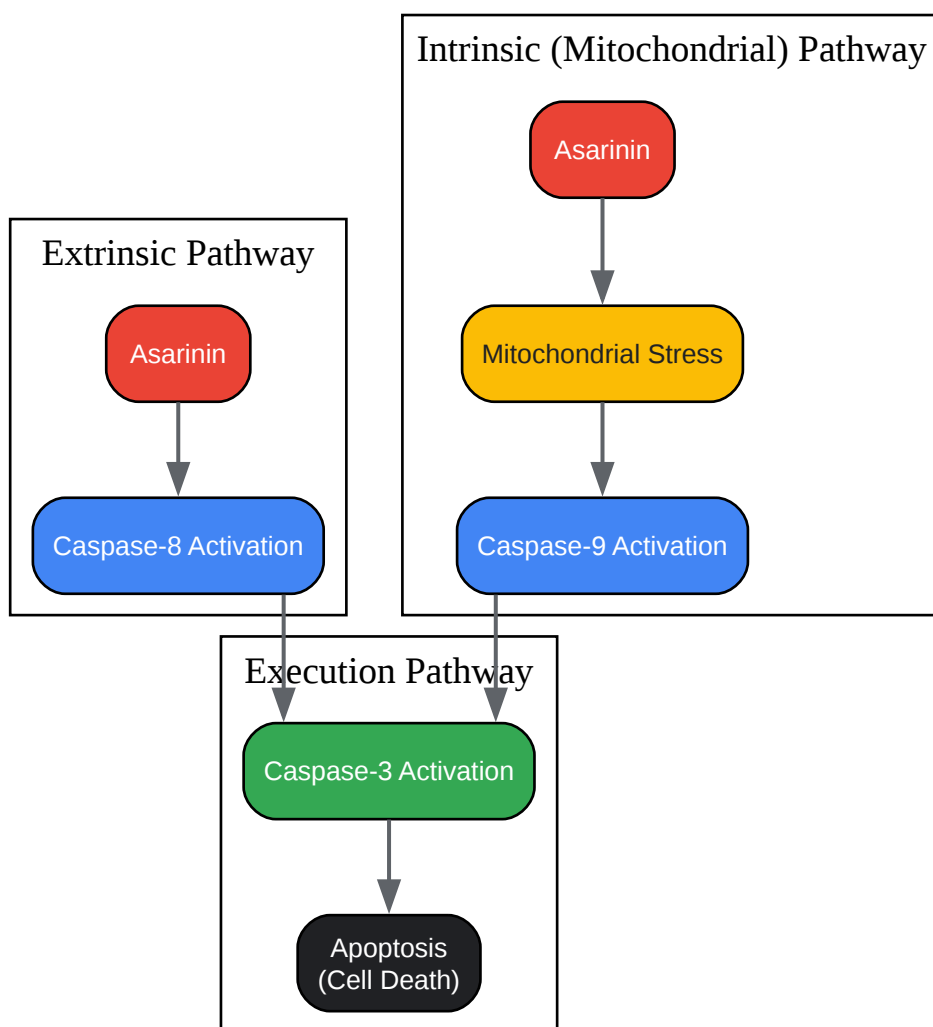 Intrinsic (Mitochondrial) Pathway
Asarinin
Extrinsic Pathway
Asarinin
Mitochondrial Stress
Caspase-8 Activation
Caspase-9 Activation
Execution Pathway
Caspase-3 Activation
Apoptosis
(Cell Death)